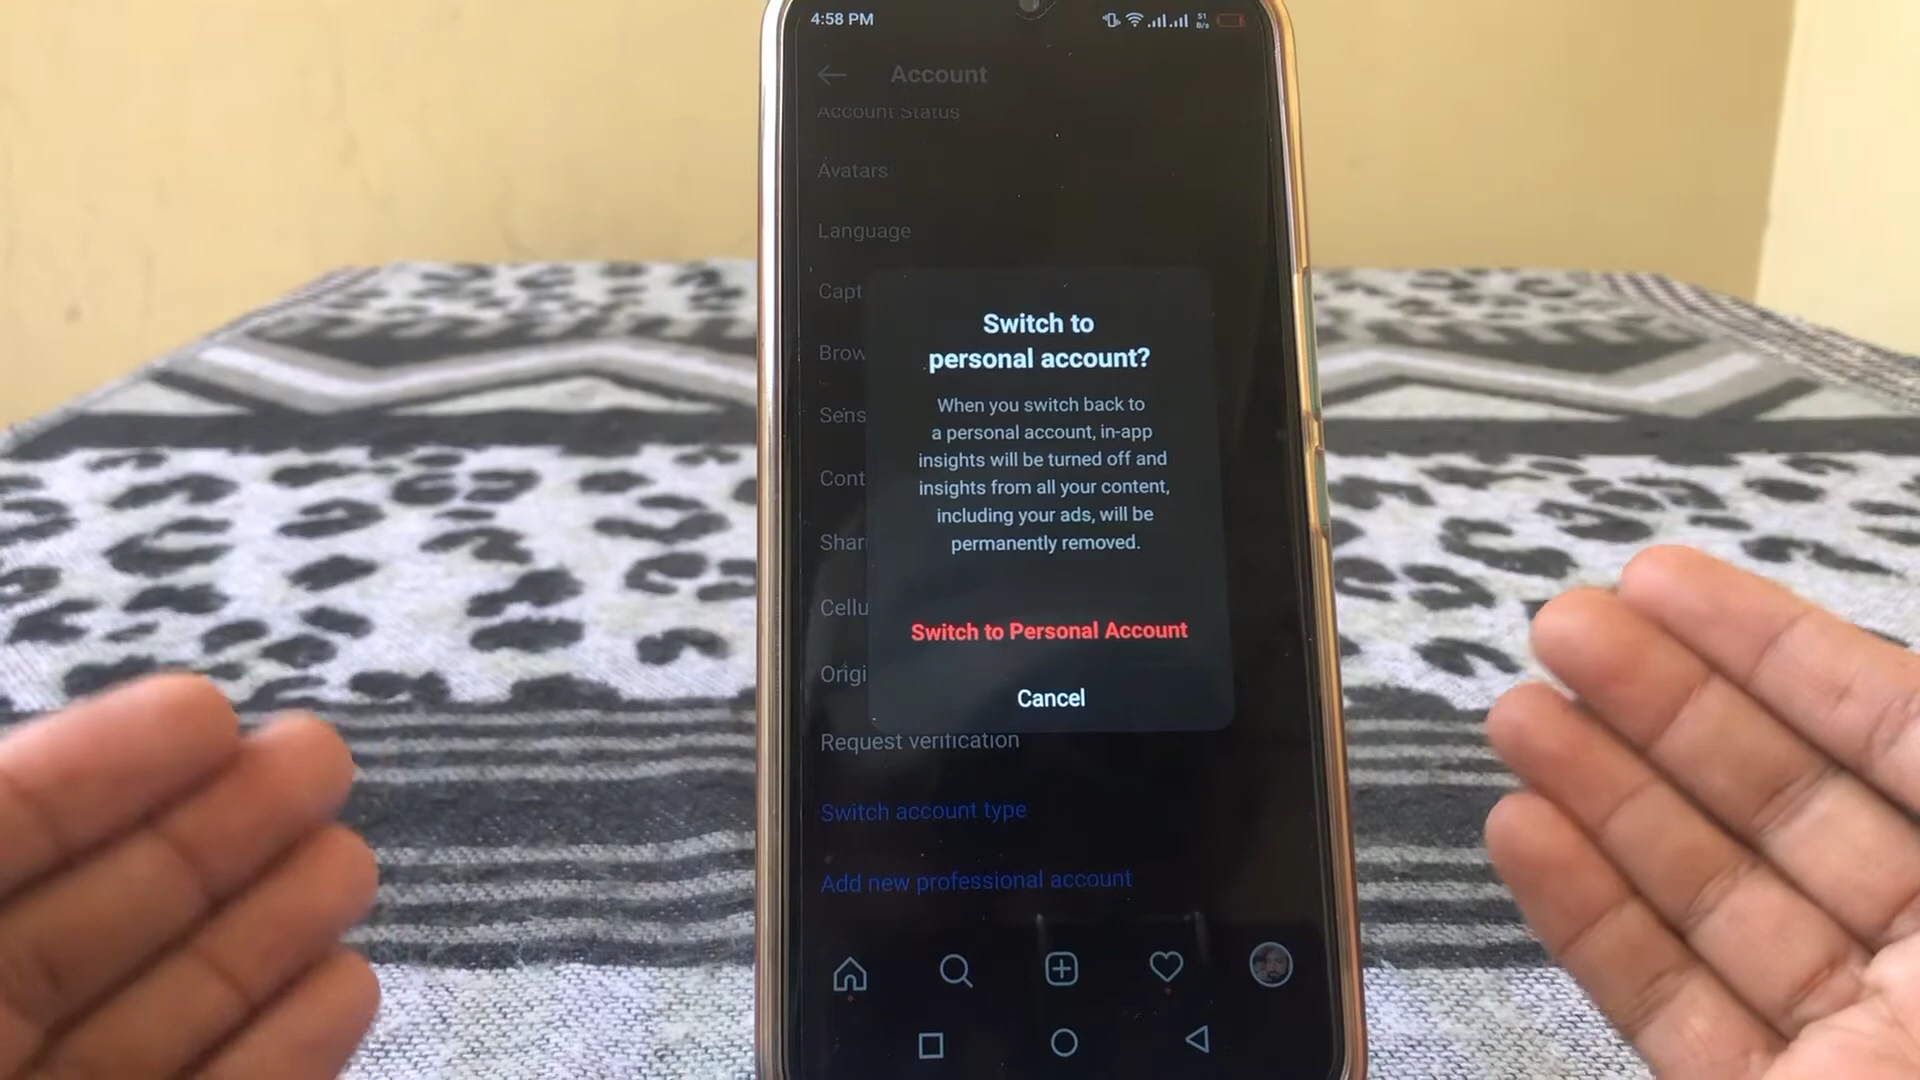 4:58 PM
51
B/s
Account
Account Status
Avatars
Language
Capt
Brow
Sens
Cont
Shari
Cellu
Origi
Switch to
personal account?
When you switch back to
a personal account, in-app
insights will be turned off and
insights from all your content,
including your ads, will be
permanently removed.
Switch to Personal Account
Cancel
Request verification
Switch account type
Add new professional account